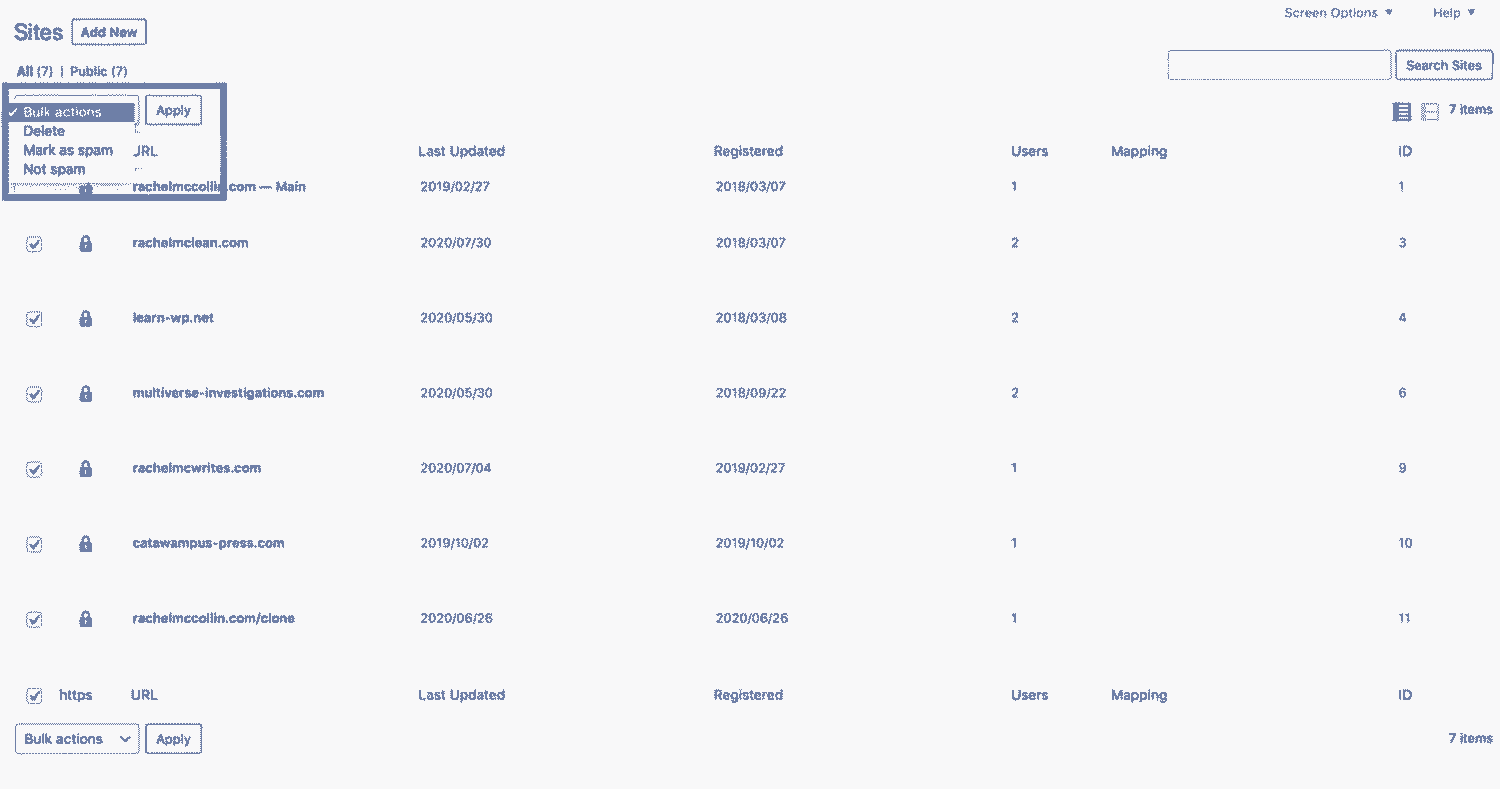 Screen Options ▼ Help ▼
Sites Add New
All (7) | Public (7)
Search Sites
✓ Bulk actions Apply
7 items
Delete
Mark as spam
Not spam
URL Last Updated Registered Users Mapping ID
rachelmccollin.com — Main 2019/02/27 2018/03/07 1 1
rachelmclean.com 2020/07/30 2018/03/07 2 3
learn-wp.net 2020/05/30 2018/03/08 2 4
multiverse-investigations.com 2020/05/30 2018/09/22 2 6
rachelmcwrites.com 2020/07/04 2019/02/27 1 9
catawampus-press.com 2019/10/02 2019/10/02 1 10
rachelmccollin.com/clone 2020/06/26 2020/06/26 1 11
https URL Last Updated Registered Users Mapping ID
Bulk actions Apply 7 items